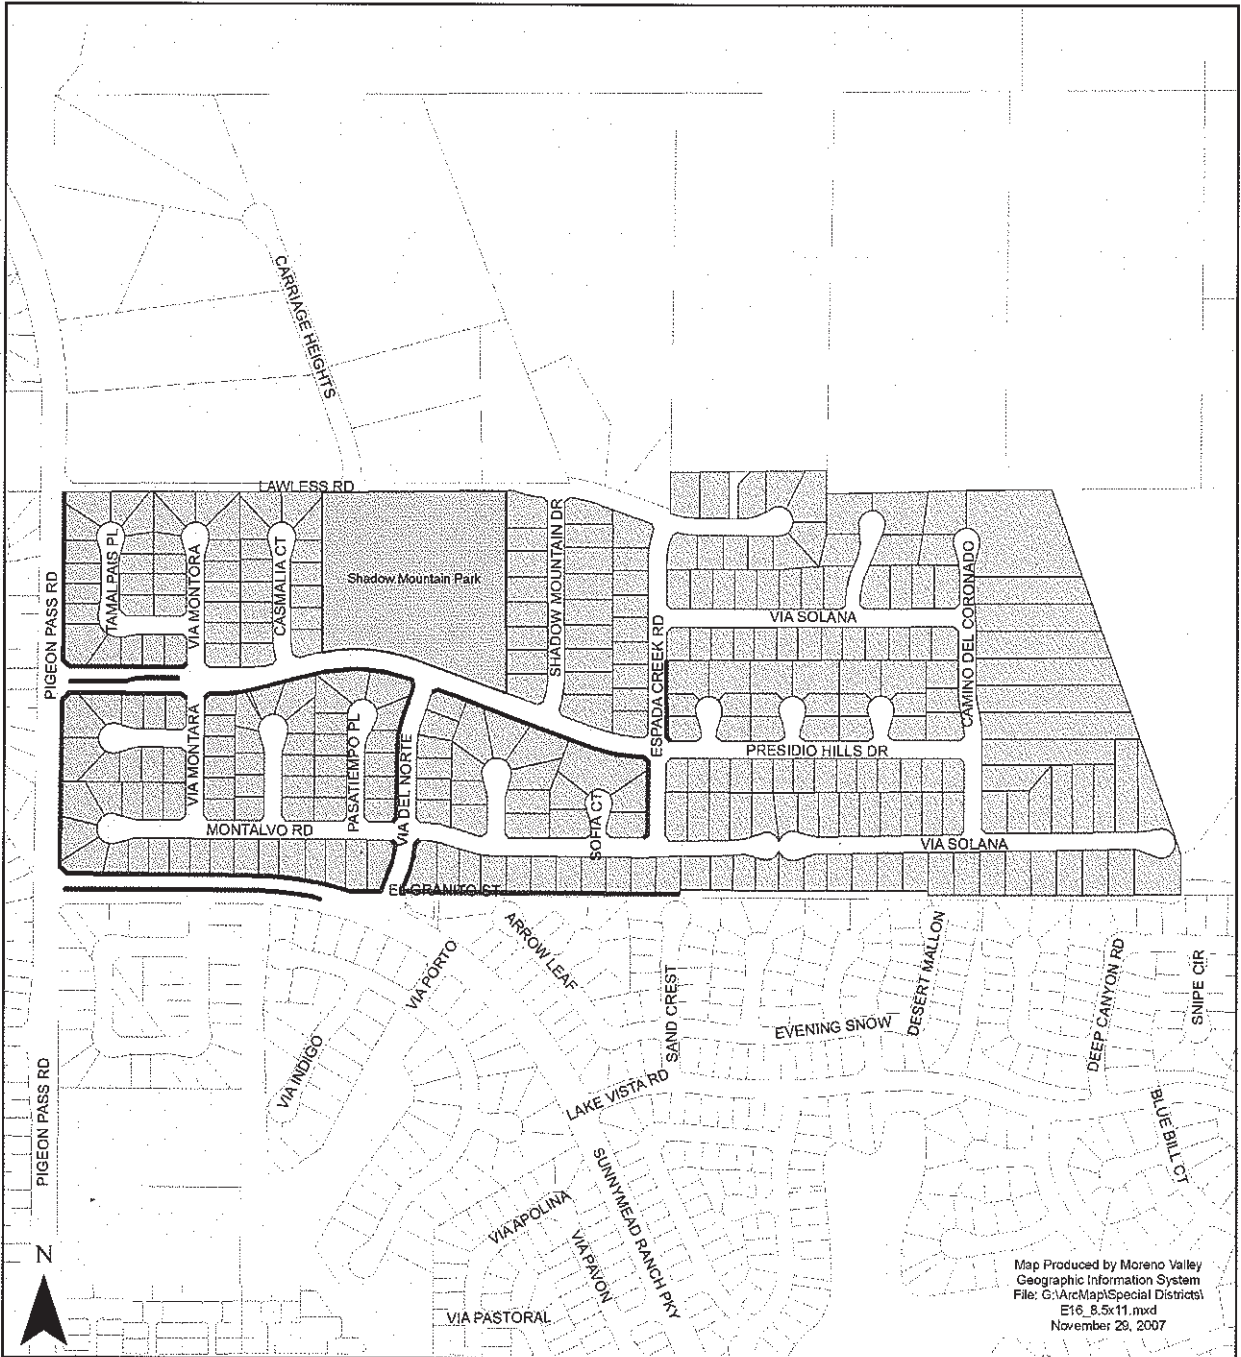 CARRIAGE HEIGHTS
LAWLESS RD
PIGEON PASS RD
TAMALPAIS PL
VIA MONTORA
CASMALIA CT
Shadow Mountain Park
SHADOW MOUNTAIN DR
ESPADA CREEK RD
VIA SOLANA
CAMINO DEL CORONADO
VIA MONTARA
PASATIEMPO PL
VIA DEL NORTE
PRESIDIO HILLS DR
MONTALVO RD
SOFIA CT
VIA SOLANA
EL GRANITO ST
ARROW LEAF
VIA PORTO
SAND CREST
DESERT MALLON
DEEP CANYON RD
SNIPE CIR
EVENING SNOW
VIA INDIGO
PIGEON PASS RD
LAKE VISTA RD
BLUE BILL CT
SUNNYMEAD RANCH PKY
VIA APOLINA
VIA PAVON
VIA PASTORAL
N
Map Produced by Moreno Valley
Geographic Information System
File: G:\ArcMap\Special Districts\
E16_8.5x11.mxd
November 29, 2007